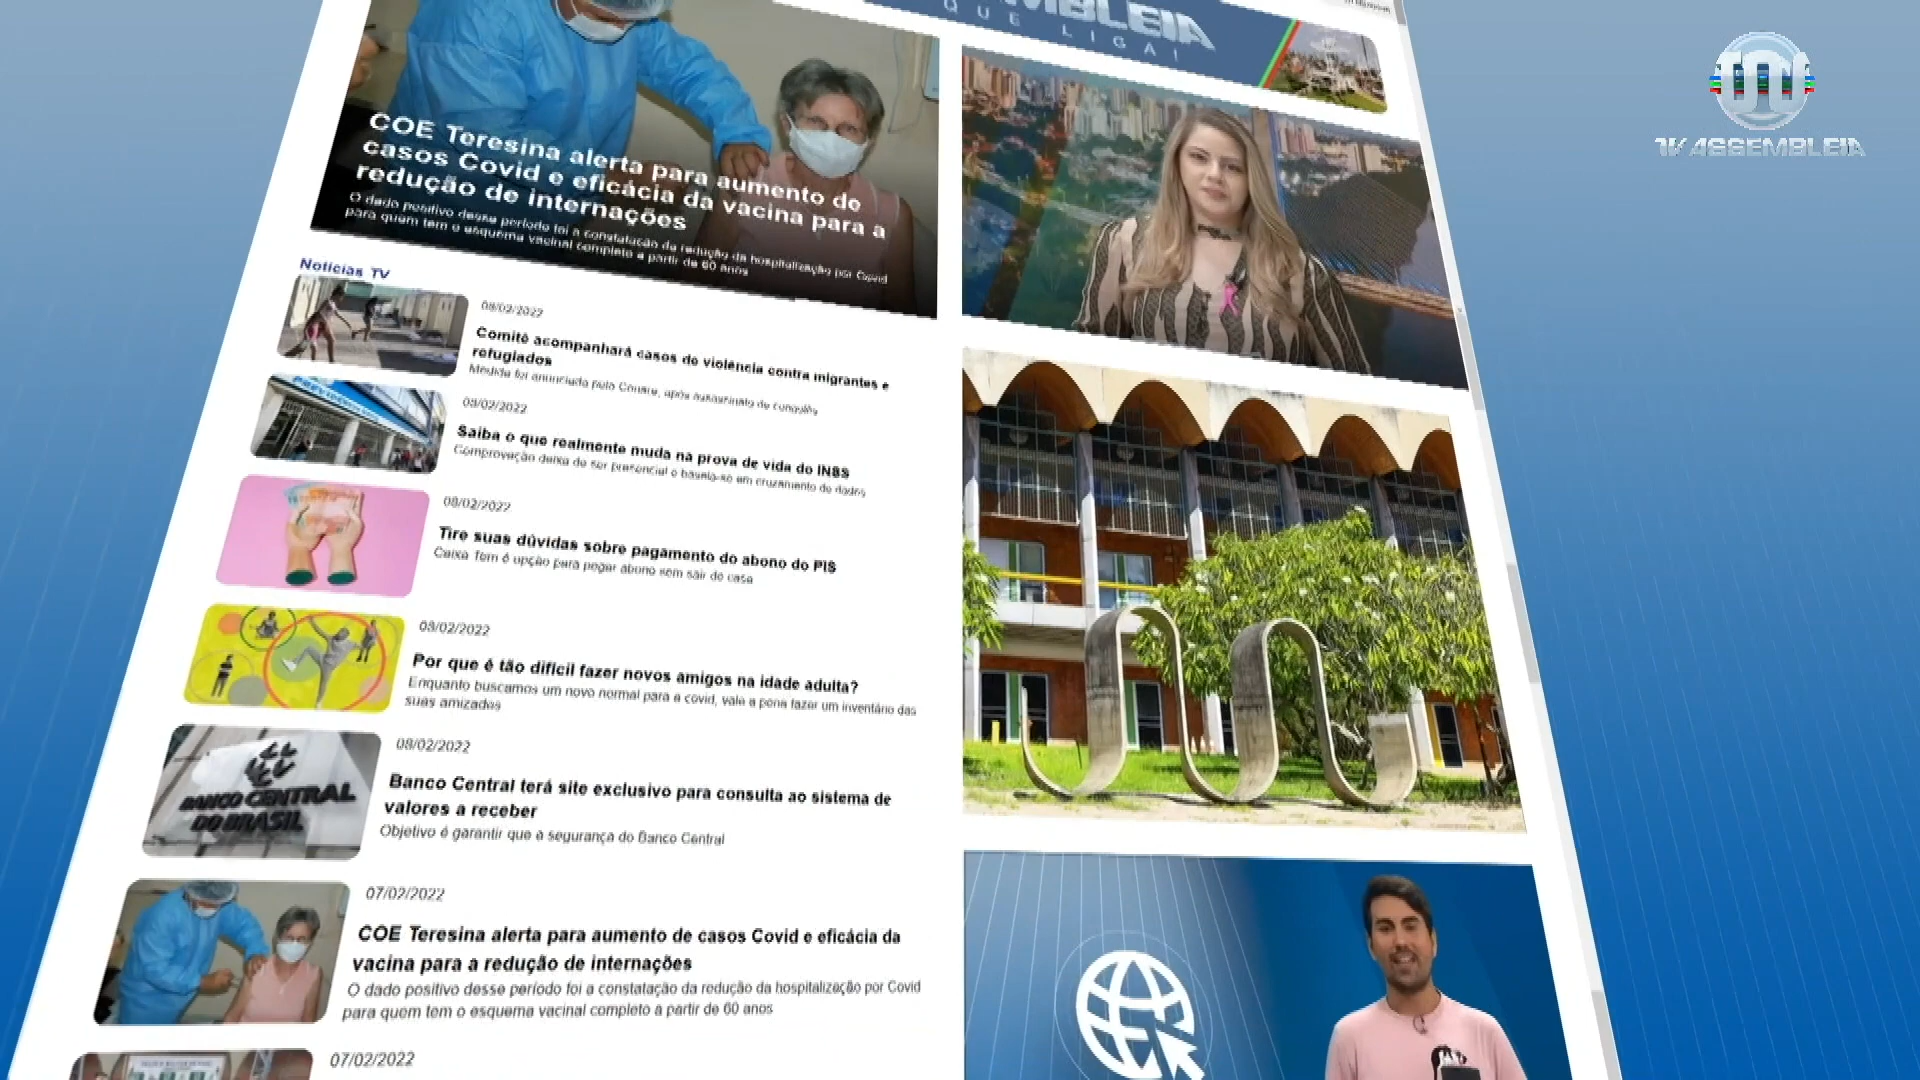 QUE LIGA!
TV ASSEMBLEIA
COE Teresina alerta para aumento de
casos Covid e eficácia da vacina para a
redução de internações
O dado positivo desse período foi a constatação da redução da hospitalização por Covid
para quem tem o esquema vacinal completo a partir de 60 anos
Notícias TV
08/02/2022
Comitê acompanhará casos de violência contra migrantes e
refugiados
Medida foi anunciada pelo Conare, após assassinato de congolês
08/02/2022
Saiba o que realmente muda na prova de vida do INSS
Comprovação deixa de ser presencial e baseia-se em cruzamento de dados
08/02/2022
Tire suas dúvidas sobre pagamento do abono do PIS
Caixa Tem é opção para pegar abono sem sair de casa
08/02/2022
Por que é tão difícil fazer novos amigos na idade adulta?
Enquanto buscamos um novo normal para a covid, vale a pena fazer um inventário das
suas amizades
BANCO CENTRAL
DO BRASIL
08/02/2022
Banco Central terá site exclusivo para consulta ao sistema de
valores a receber
Objetivo é garantir que a segurança do Banco Central
07/02/2022
COE Teresina alerta para aumento de casos Covid e eficácia da
vacina para a redução de internações
O dado positivo desse período foi a constatação da redução da hospitalização por Covid
para quem tem o esquema vacinal completo a partir de 60 anos
07/02/2022